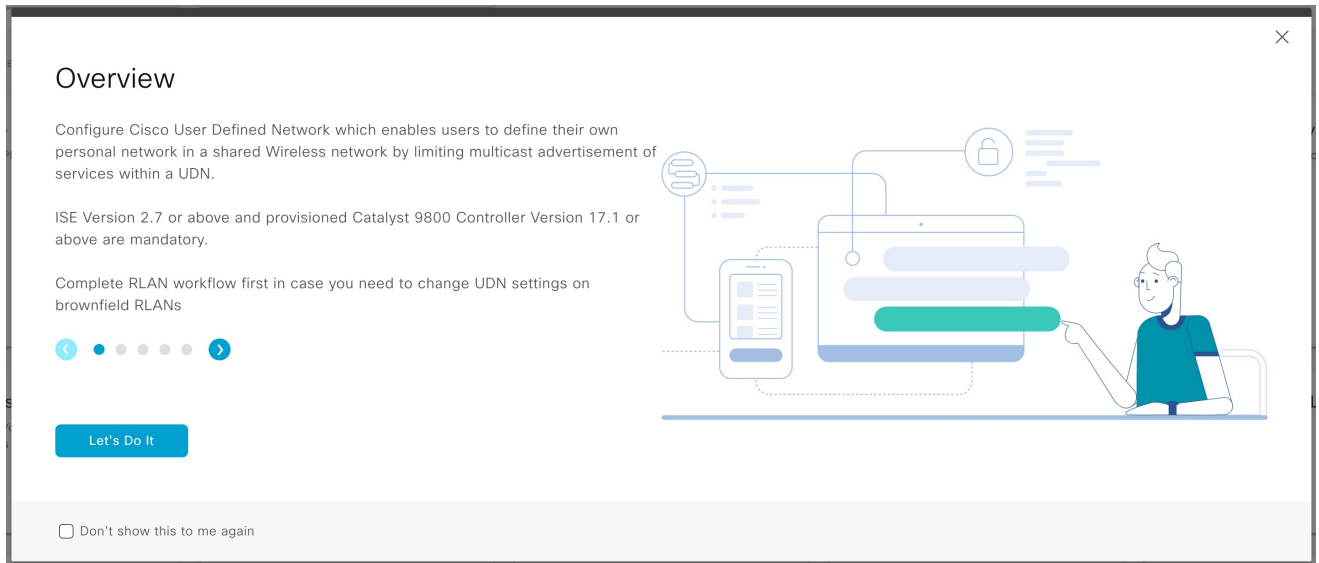 Overview
Configure Cisco User Defined Network which enables users to define their own
personal network in a shared Wireless network by limiting multicast advertisement of
services within a UDN.
ISE Version 2.7 or above and provisioned Catalyst 9800 Controller Version 17.1 or
above are mandatory.
Complete RLAN workflow first in case you need to change UDN settings on
brownfield RLANs
Let's Do It
Don't show this to me again